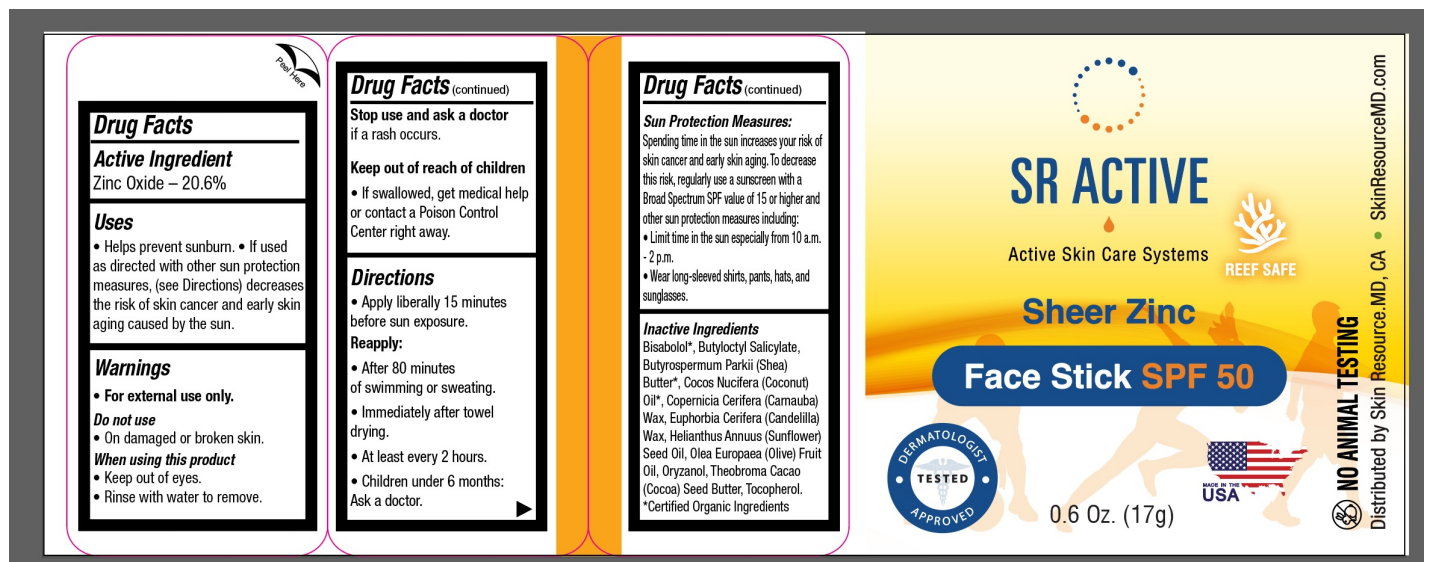 Peel Here
Drug Facts
Active Ingredient
Zinc Oxide – 20.6%
Uses
• Helps prevent sunburn. • If used
as directed with other sun protection
measures, (see Directions) decreases
the risk of skin cancer and early skin
aging caused by the sun.
Warnings
• For external use only.
Do not use
• On damaged or broken skin.
When using this product
• Keep out of eyes.
• Rinse with water to remove.
Drug Facts (continued)
Stop use and ask a doctor
if a rash occurs.
Keep out of reach of children
• If swallowed, get medical help
or contact a Poison Control
Center right away.
Directions
• Apply liberally 15 minutes
before sun exposure.
Reapply:
• After 80 minutes
of swimming or sweating.
• Immediately after towel
drying.
• At least every 2 hours.
• Children under 6 months:
Ask a doctor.
Drug Facts (continued)
Sun Protection Measures:
Spending time in the sun increases your risk of
skin cancer and early skin aging. To decrease
this risk, regularly use a sunscreen with a
Broad Spectrum SPF value of 15 or higher and
other sun protection measures including:
• Limit time in the sun especially from 10 a.m.
- 2 p.m.
• Wear long-sleeved shirts, pants, hats, and
sunglasses.
Inactive Ingredients
Bisabolol*, Butyloctyl Salicylate,
Butyrospermum Parkii (Shea)
Butter*, Cocos Nucifera (Coconut)
Oil*, Copernicia Cerifera (Carnauba)
Wax, Euphorbia Cerifera (Candelilla)
Wax, Helianthus Annuus (Sunflower)
Seed Oil, Olea Europaea (Olive) Fruit
Oil, Oryzanol, Theobroma Cacao
(Cocoa) Seed Butter, Tocopherol.
*Certified Organic Ingredients
SR ACTIVE
Active Skin Care Systems
REEF SAFE
Sheer Zinc
Face Stick SPF 50
DERMATOLOGIST
TESTED
APPROVED
MADE IN THE
USA
0.6 Oz. (17g)
NO ANIMAL TESTING
Distributed by Skin Resource.MD, CA • SkinResourceMD.com